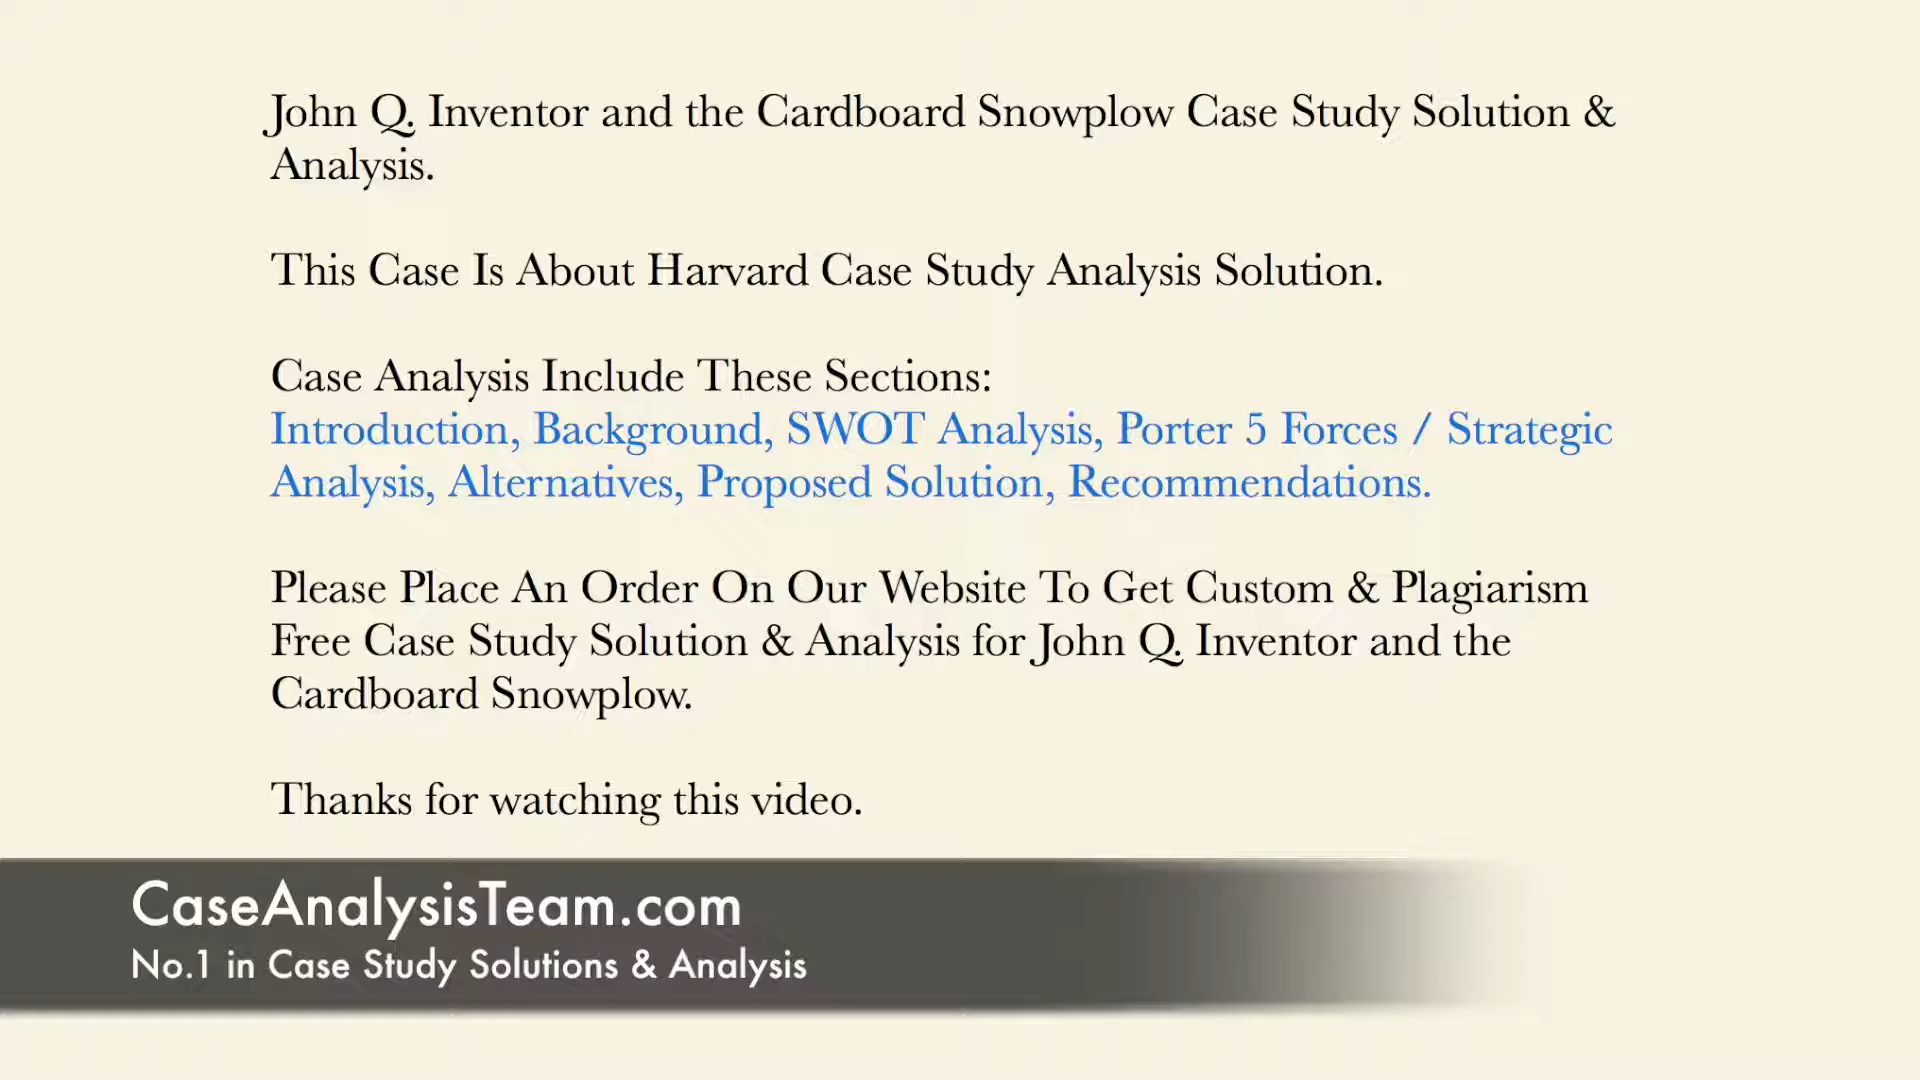 John Q. Inventor and the Cardboard Snowplow Case Study Solution &
Analysis.
This Case Is About Harvard Case Study Analysis Solution.
Case Analysis Include These Sections:
Introduction, Background, SWOT Analysis, Porter 5 Forces / Strategic
Analysis, Alternatives, Proposed Solution, Recommendations.
Please Place An Order On Our Website To Get Custom & Plagiarism
Free Case Study Solution & Analysis for John Q. Inventor and the
Cardboard Snowplow.
Thanks for watching this video.
CaseAnalysisTeam.com
No.1 in Case Study Solutions & Analysis